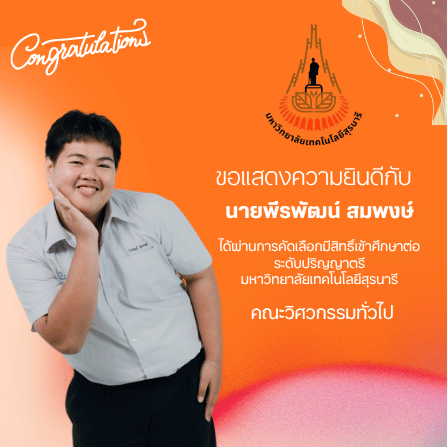 Congratulations
มหาวิทยาลัยเทคโนโลยีสุรนารี
ขอแสดงความยินดีกับ
นายพีรพัฒน์ สมพงษ์
ได้ผ่านการคัดเลือกมีสิทธิ์เข้าศึกษาต่อ
ระดับปริญญาตรี
มหาวิทยาลัยเทคโนโลยีสุรนารี
คณะวิศวกรรมทั่วไป